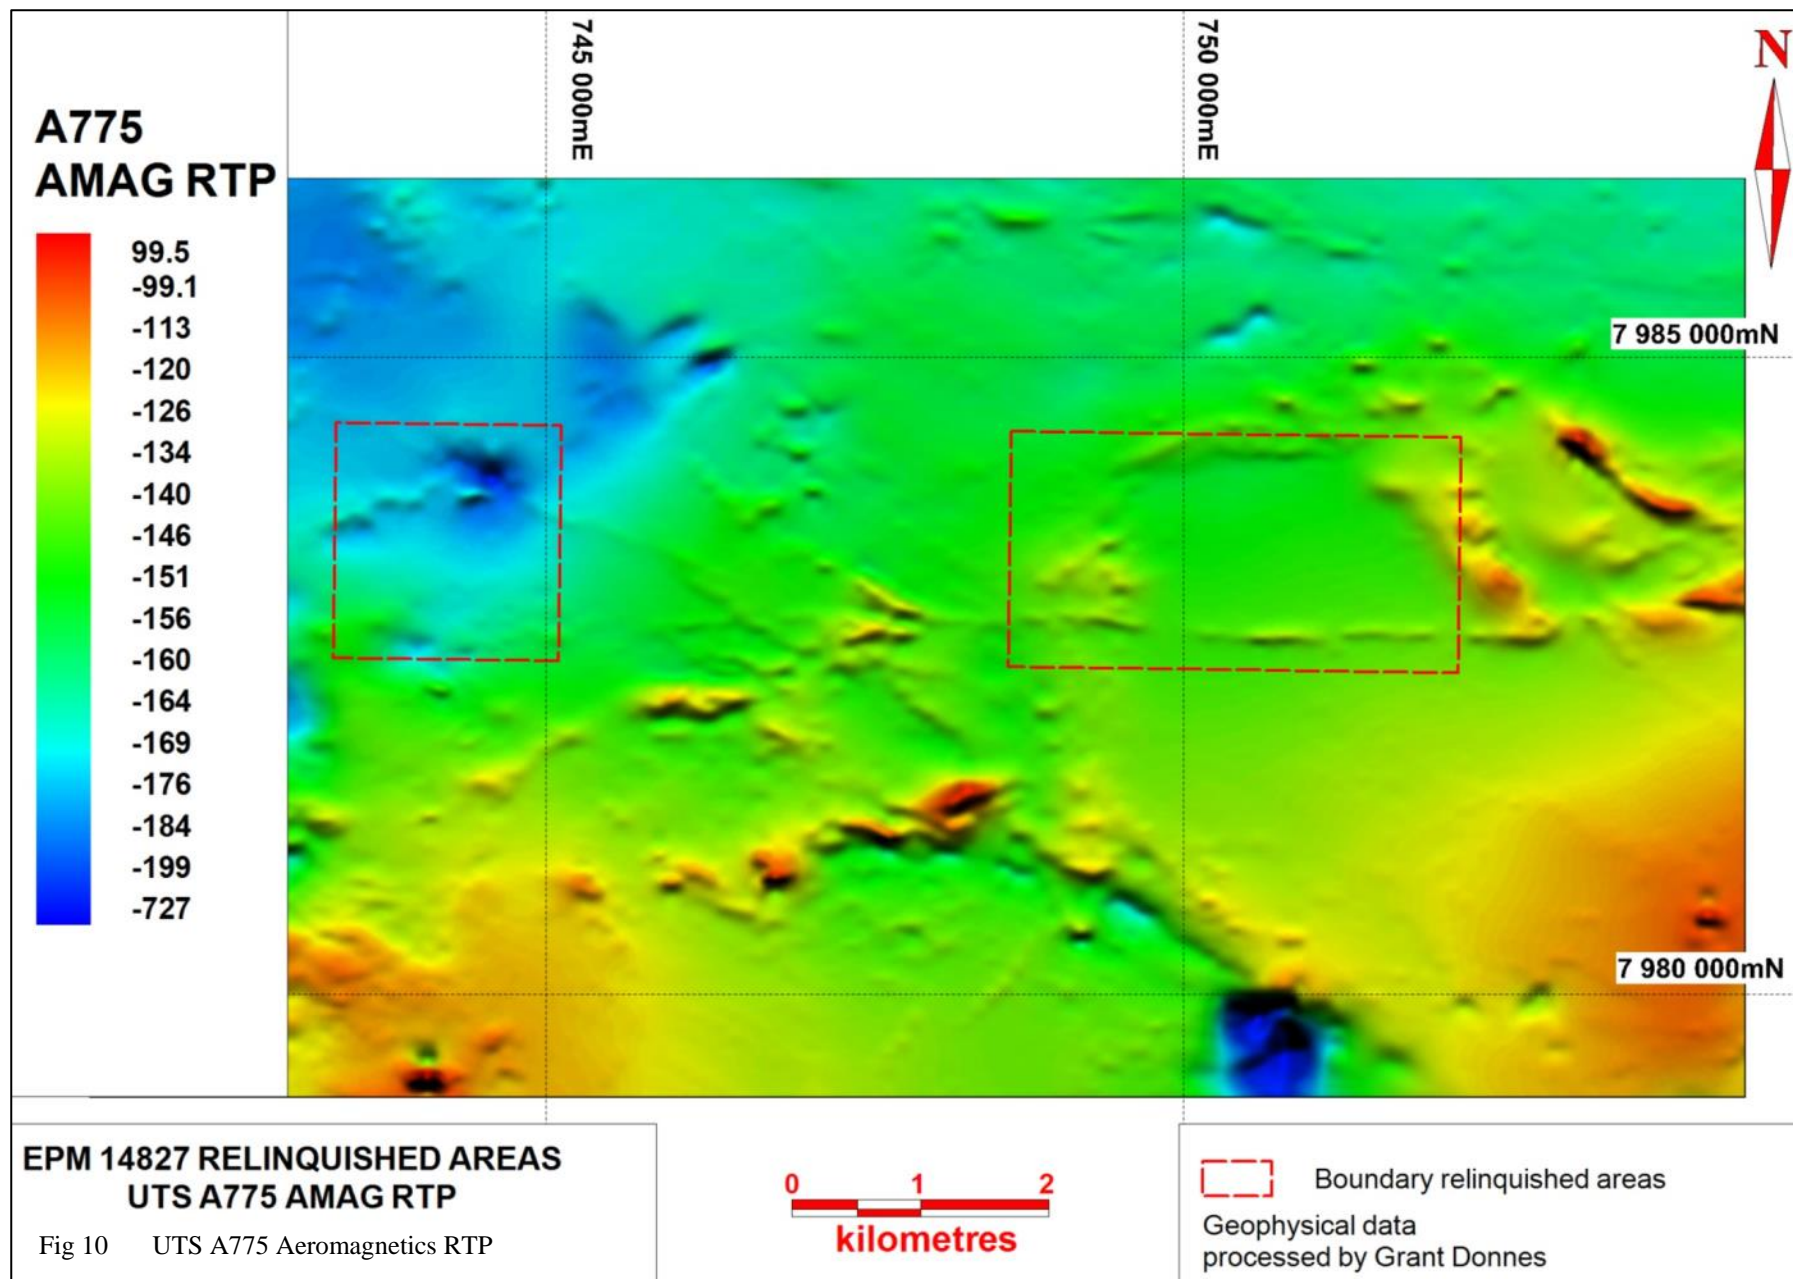 745 000mE
750 000mE
N
A775
AMAG RTP
99.5
-99.1
-113
-120
-126
-134
-140
-146
-151
-156
-160
-164
-169
-176
-184
-199
-727
7 985 000mN
7 980 000mN
EPM 14827 RELINQUISHED AREAS
UTS A775 AMAG RTP
Fig 10 UTS A775 Aeromagnetics RTP
0 1 2
kilometres
Boundary relinquished areas
Geophysical data
processed by Grant Donnes